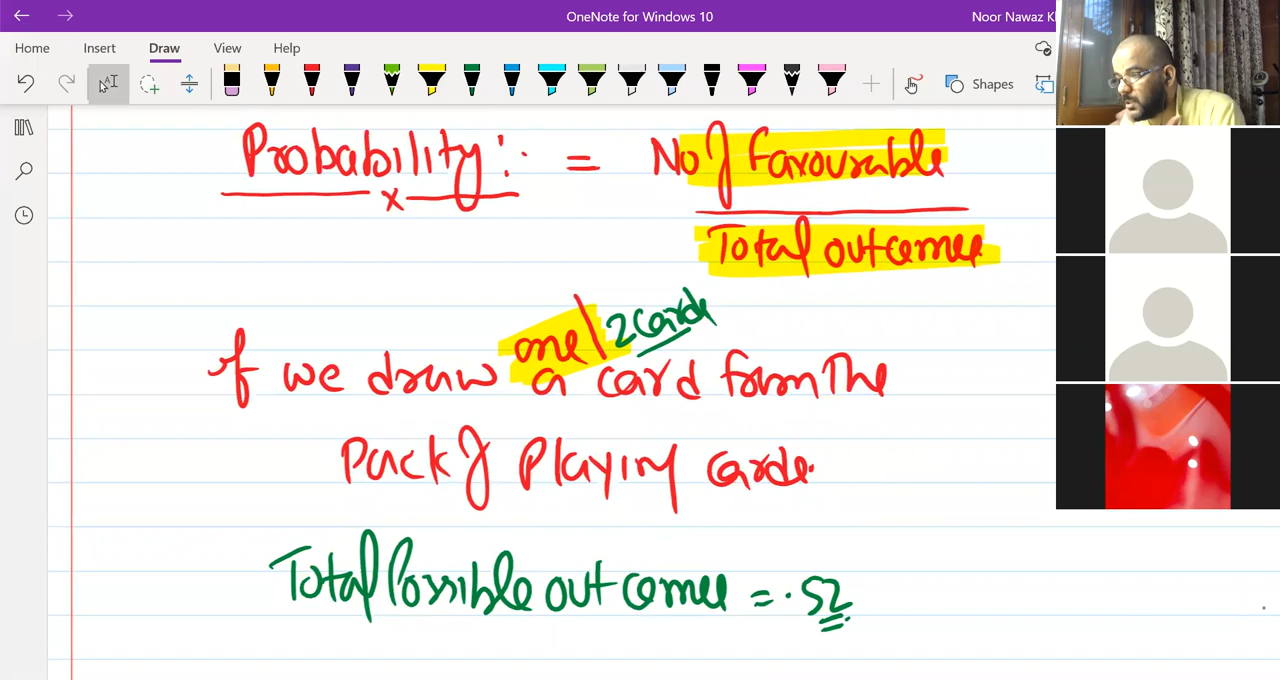 OneNote for Windows 10
Noor Nawaz Kl
Home Insert Draw View Help
Shapes
Probability :- = No of favourable
x
Total outcomes
one / 2 cards
If we draw a card from the
Pack of Playing cards.
Total Possible outcomes = . 52